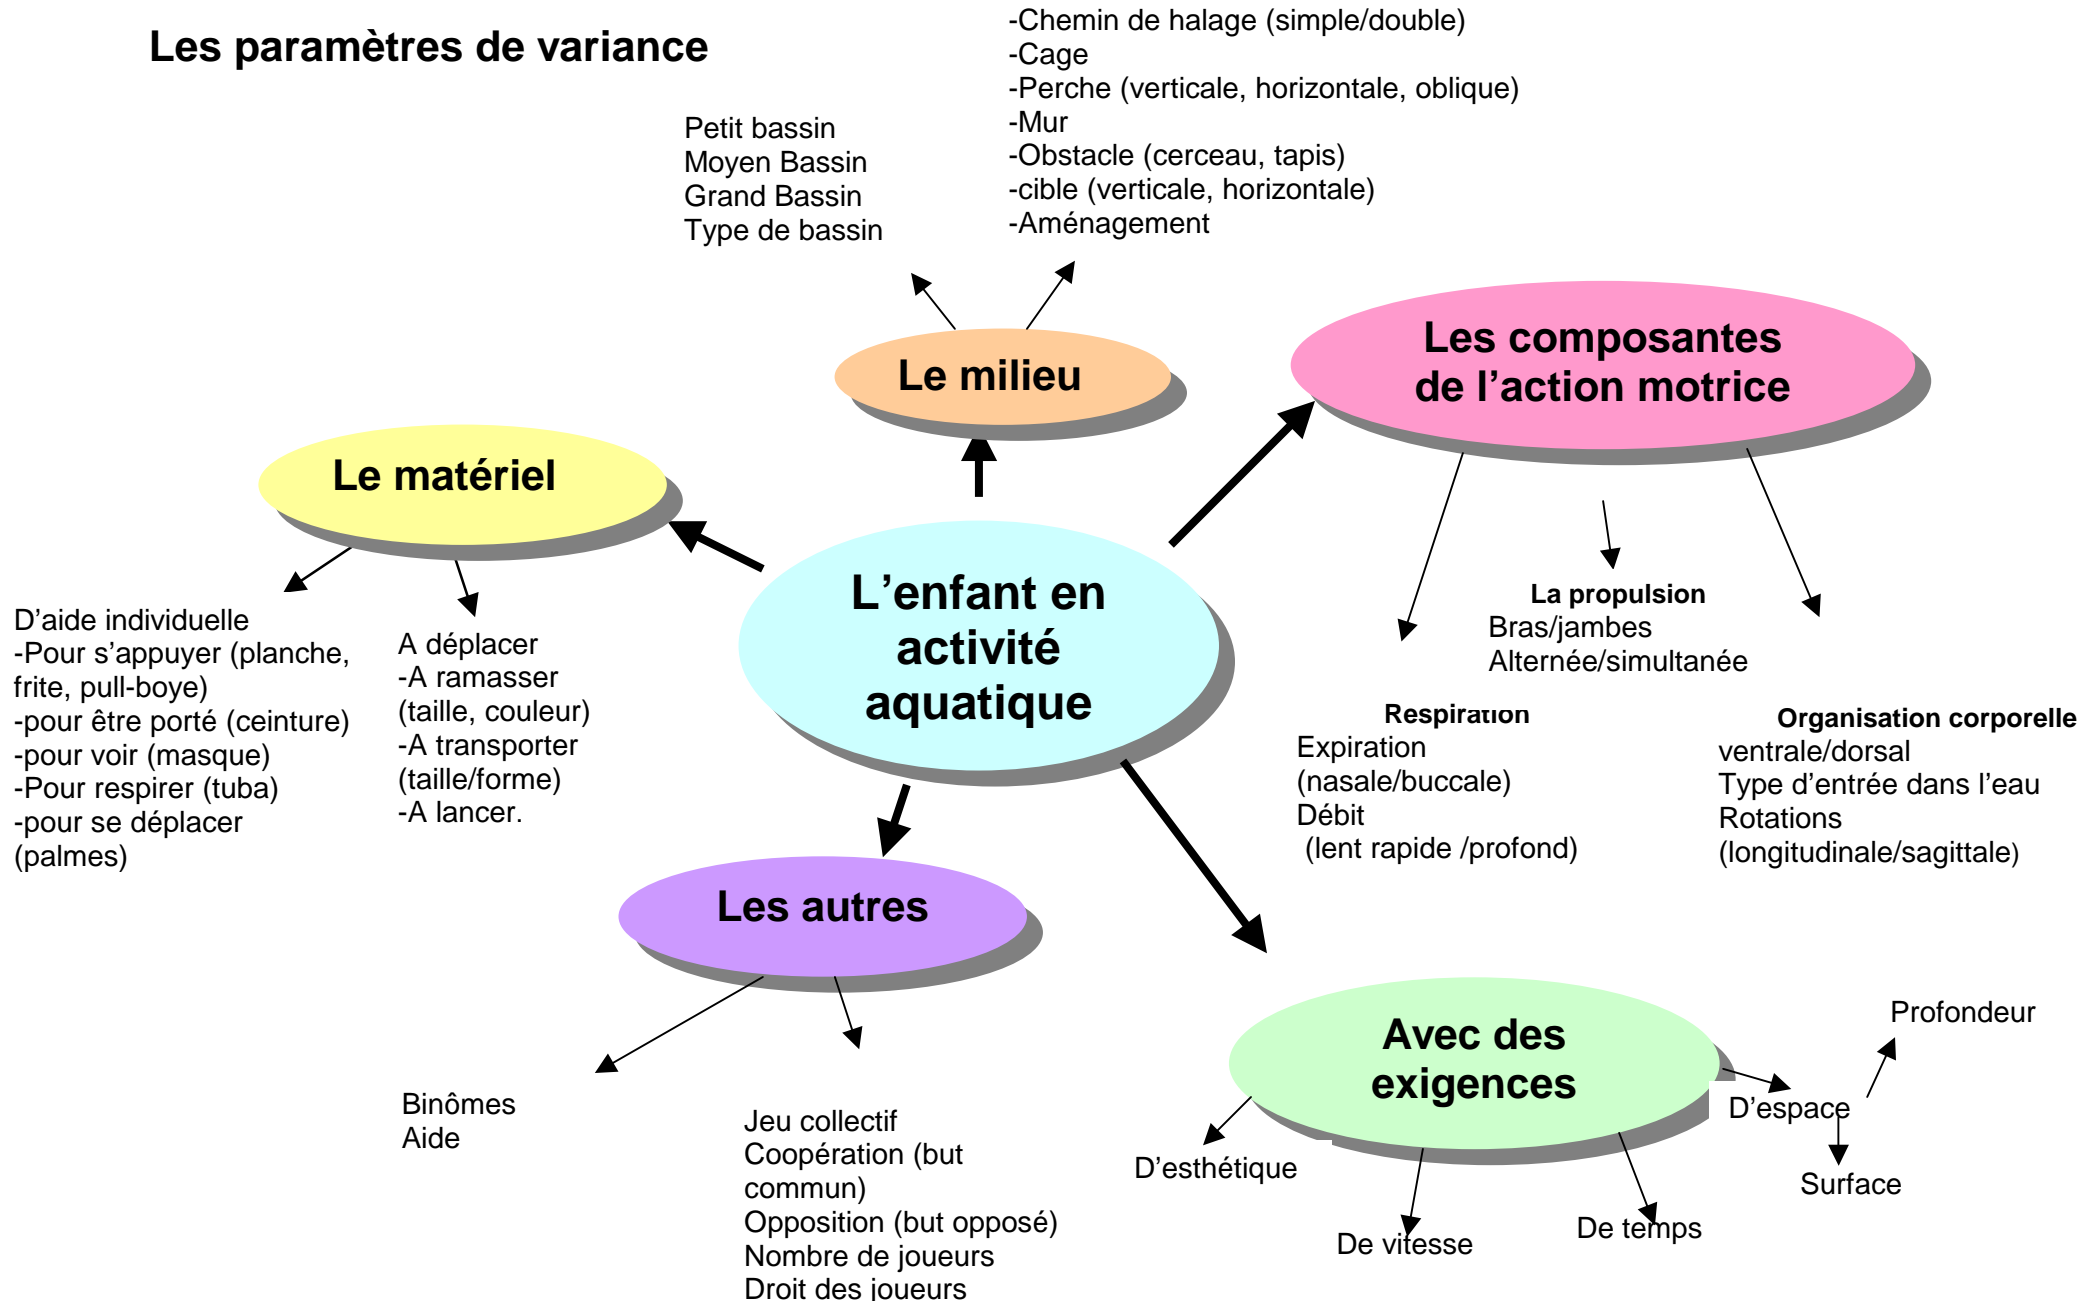 Les paramètres de variance
-Chemin de halage (simple/double)
-Cage
-Perche (verticale, horizontale, oblique)
-Mur
-Obstacle (cerceau, tapis)
-cible (verticale, horizontale)
-Aménagement
Petit bassin
Moyen Bassin
Grand Bassin
Type de bassin
Le milieu
Les composantes
de l’action motrice
Le matériel
L’enfant en
activité
aquatique
D’aide individuelle
-Pour s’appuyer (planche,
frite, pull-boye)
-pour être porté (ceinture)
-pour voir (masque)
-Pour respirer (tuba)
-pour se déplacer
(palmes)
A déplacer
-A ramasser
(taille, couleur)
-A transporter
(taille/forme)
-A lancer.
La propulsion
Bras/jambes
Alternée/simultanée
Respiration
Expiration
(nasale/buccale)
Débit
(lent rapide /profond)
Organisation corporelle
ventrale/dorsal
Type d’entrée dans l’eau
Rotations
(longitudinale/sagittale)
Les autres
Binômes
Aide
Jeu collectif
Coopération (but
commun)
Opposition (but opposé)
Nombre de joueurs
Droit des joueurs
Avec des
exigences
D’esthétique
De vitesse
De temps
D’espace
Profondeur
Surface